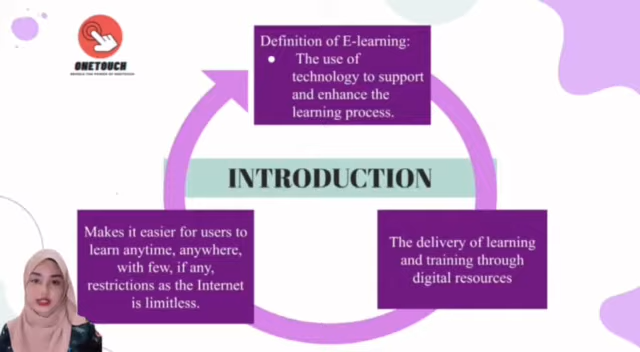 ONETOUCH
Definition of E-learning:
● The use of
technology to support
and enhance the
learning process.
INTRODUCTION
Makes it easier for users to
learn anytime, anywhere,
with few, if any,
restrictions as the Internet
is limitless.
The delivery of learning
and training through
digital resources